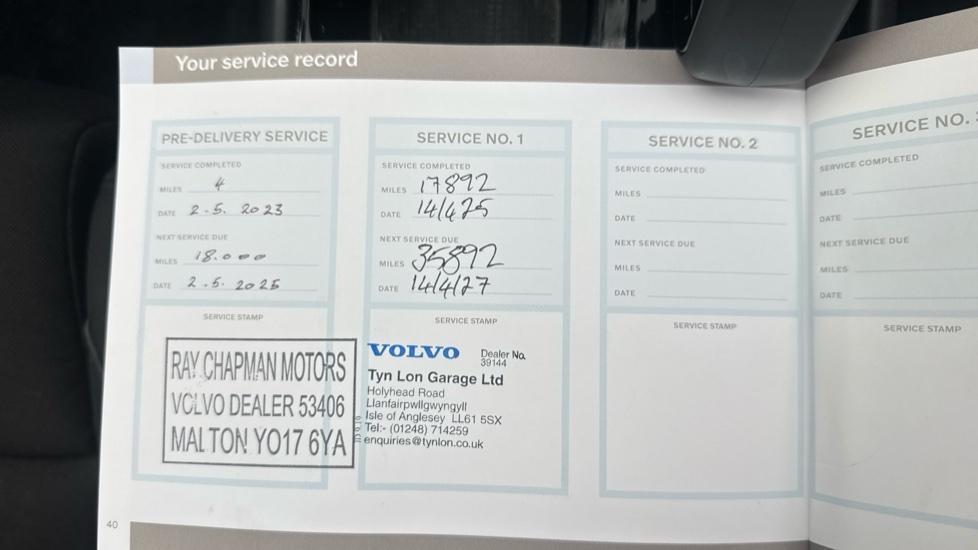 Your service record
PRE-DELIVERY SERVICE
SERVICE COMPLETED
MILES 4
DATE 2-5. 2023
NEXT SERVICE DUE
MILES 18.000
DATE 2.5. 2025
SERVICE STAMP
RAY CHAPMAN MOTORS
VOLVO DEALER 53406
MALTON YO17 6YA
SERVICE NO. 1
SERVICE COMPLETED
MILES 17892
DATE 14/4/25
NEXT SERVICE DUE
MILES 35892
DATE 14/4/27
SERVICE STAMP
VOLVO Dealer No.
39144
Tyn Lon Garage Ltd
Holyhead Road
Llanfairpwllgwyngyll
Isle of Anglesey LL61 5SX
Tel:- (01248) 714259
enquiries@tynlon.co.uk
SERVICE NO. 2
SERVICE COMPLETED
MILES
DATE
NEXT SERVICE DUE
MILES
DATE
SERVICE STAMP
SERVICE NO.
SERVICE COMPLETED
MILES
DATE
NEXT SERVICE DUE
MILES
DATE
SERVICE STAMP
40